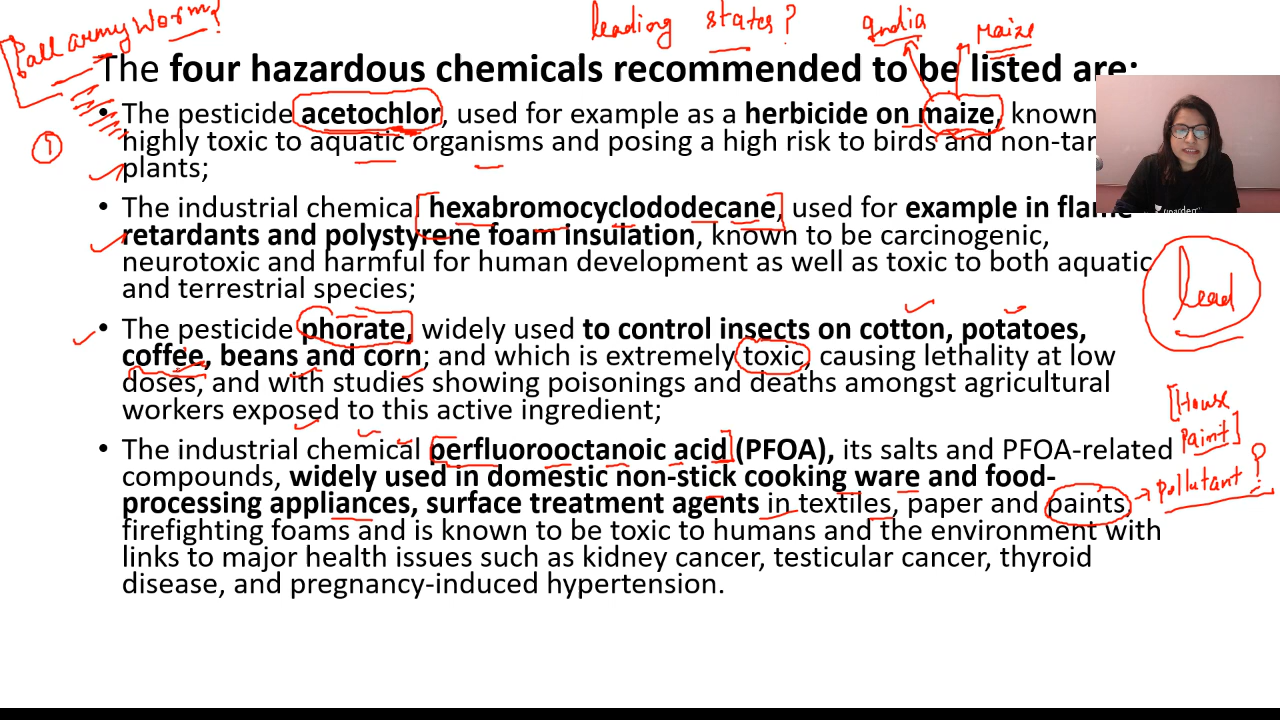 Fall army Worm?
leading states?
India
Maize
The four hazardous chemicals recommended to be listed are:
• The pesticide acetochlor, used for example as a herbicide on maize, known
highly toxic to aquatic organisms and posing a high risk to birds and non-tar
plants;
①
• The industrial chemical hexabromocyclododecane, used for example in flame
retardants and polystyrene foam insulation, known to be carcinogenic,
neurotoxic and harmful for human development as well as toxic to both aquatic
and terrestrial species;
lead
• The pesticide phorate, widely used to control insects on cotton, potatoes,
coffee, beans and corn; and which is extremely toxic, causing lethality at low
doses, and with studies showing poisonings and deaths amongst agricultural
workers exposed to this active ingredient;
[House
Paint]
• The industrial chemical perfluorooctanoic acid (PFOA), its salts and PFOA-related
compounds, widely used in domestic non-stick cooking ware and food-
processing appliances, surface treatment agents in textiles, paper and paints,
pollutant?
firefighting foams and is known to be toxic to humans and the environment with
links to major health issues such as kidney cancer, testicular cancer, thyroid
disease, and pregnancy-induced hypertension.